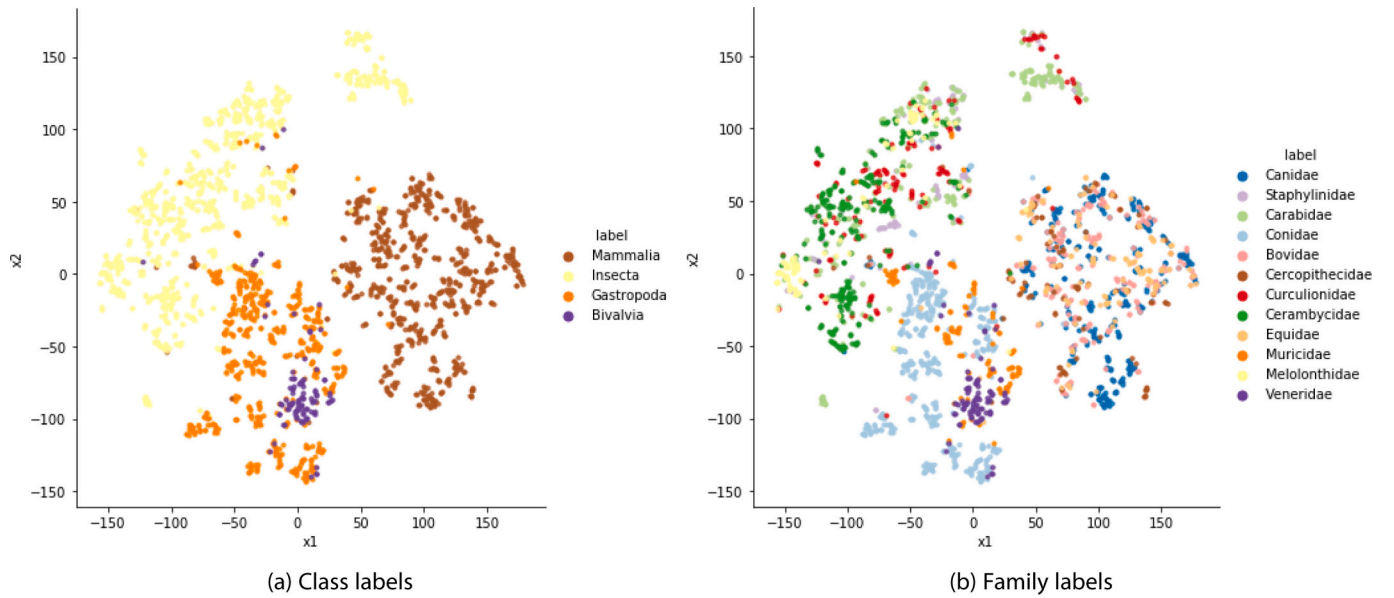 150
100
50
0
−50
−100
−150
x2
−150
−100
−50
0
50
100
150
x1
label
Mammalia
Insecta
Gastropoda
Bivalvia
(a) Class labels
150
100
50
0
−50
−100
−150
x2
−150
−100
−50
0
50
100
150
x1
label
Canidae
Staphylinidae
Carabidae
Conidae
Bovidae
Cercopithecidae
Curculionidae
Cerambycidae
Equidae
Muricidae
Melolonthidae
Veneridae
(b) Family labels